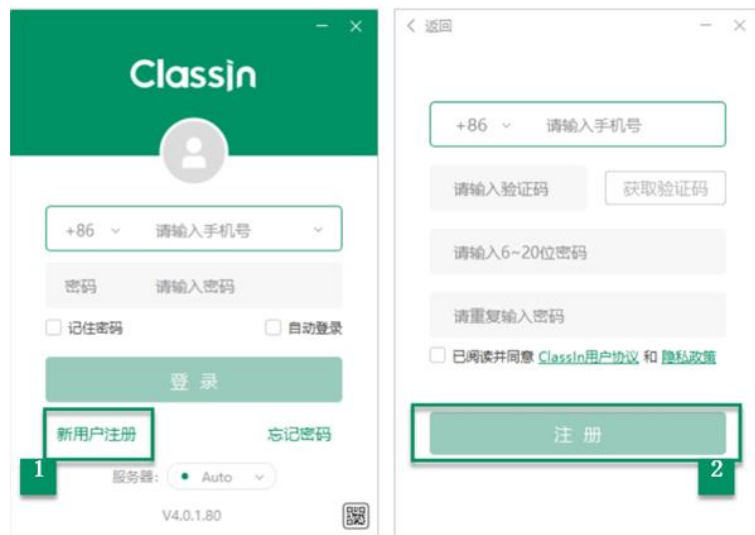 ClassIn
+86 请输入手机号
密码 请输入密码
记住密码 自动登录
登 录
新用户注册 忘记密码
1
服务器: Auto
V4.0.1.80
返回
+86 请输入手机号
请输入验证码 获取验证码
请输入6~20位密码
请重复输入密码
已阅读并同意 ClassIn用户协议 和 隐私政策
注 册
2